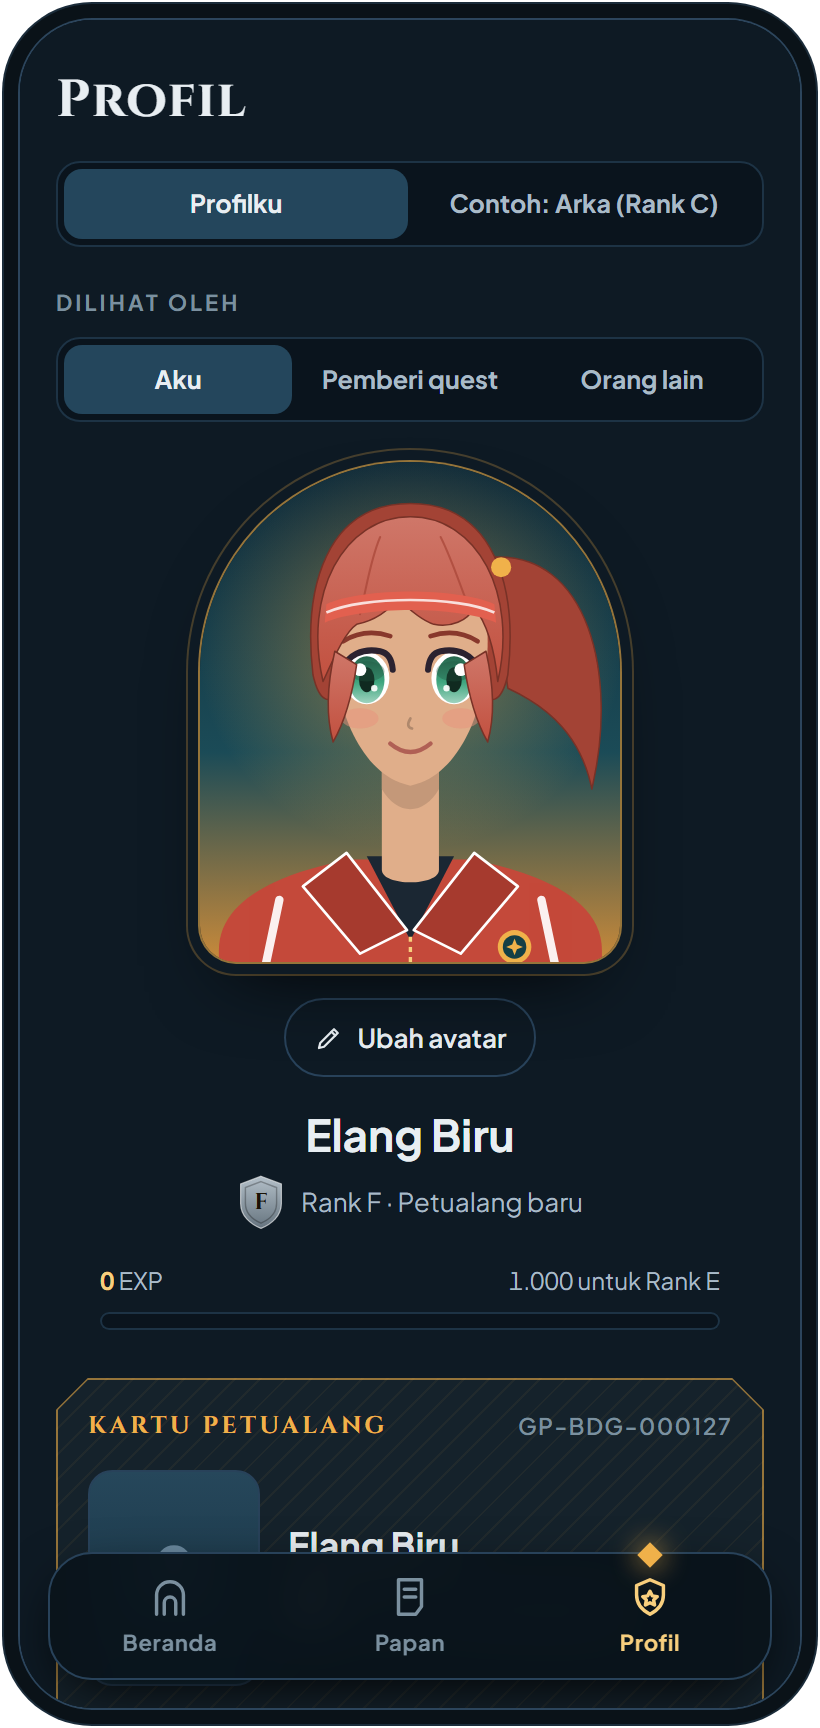 PROFIL
Profilku
Contoh: Arka (Rank C)
DILIHAT OLEH
Aku
Pemberi quest
Orang lain
Ubah avatar
Elang Biru
F
Rank F · Petualang baru
0 EXP
1.000 untuk Rank E
KARTU PETUALANG
GP-BDG-000127
Elang Biru
Beranda
Papan
Profil